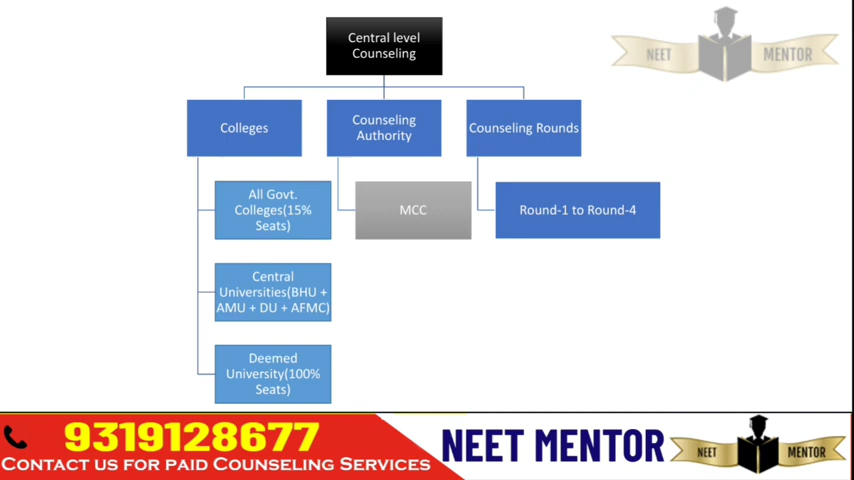 Central level
Counseling
NEET
MENTOR
Colleges
Counseling
Authority
Counseling Rounds
All Govt.
Colleges(15%
Seats)
MCC
Round-1 to Round-4
Central
Universities(BHU +
AMU + DU + AFMC)
Deemed
University(100%
Seats)
9319128677
CONTACT US FOR PAID COUNSELING SERVICES
NEET MENTOR
NEET
MENTOR